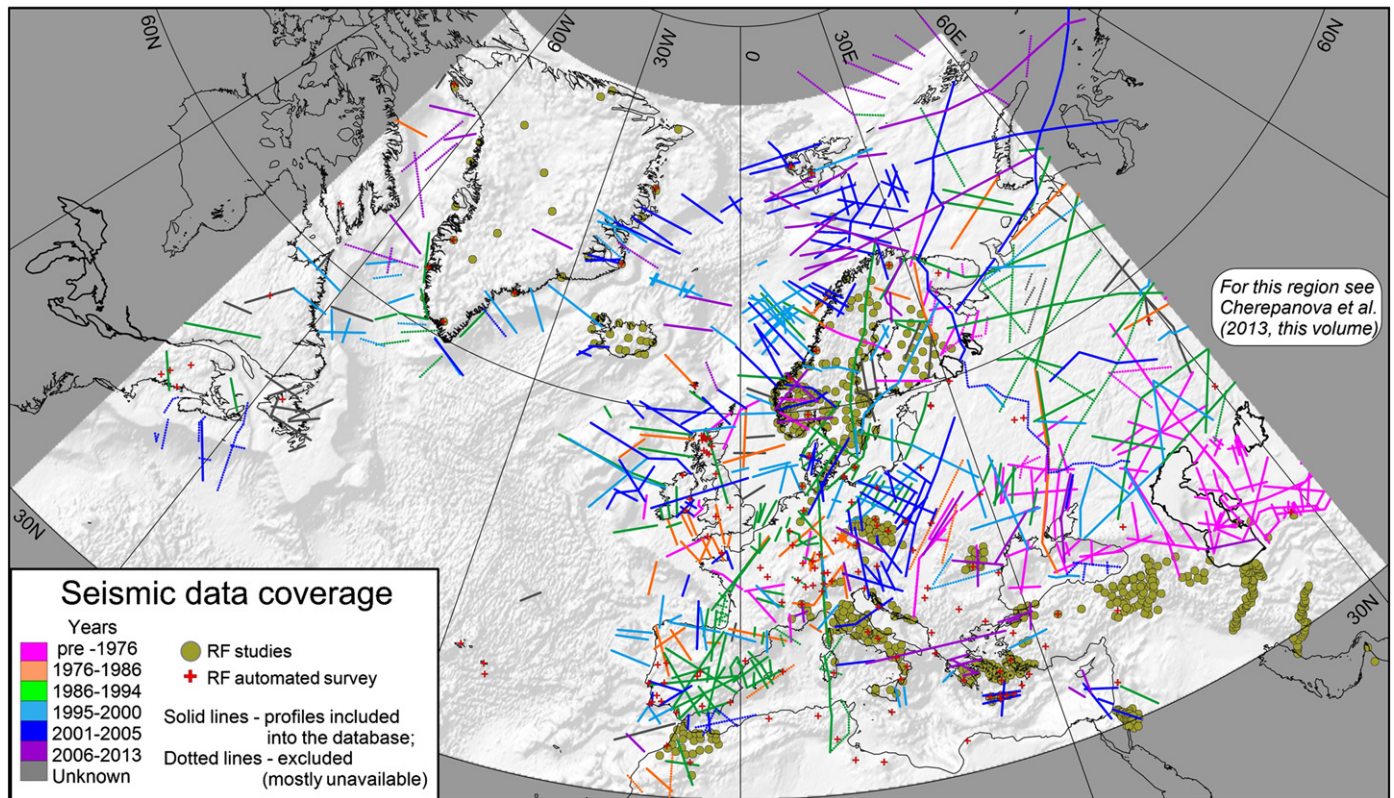 60N
60W
30W
0
30E
60E
60N
For this region see
Cherepanova et al.
(2013, this volume)
30N
30N
Seismic data coverage
Years
pre -1976
1976-1986
1986-1994
1995-2000
2001-2005
2006-2013
Unknown
RF studies
RF automated survey
Solid lines - profiles included
into the database;
Dotted lines - excluded
(mostly unavailable)